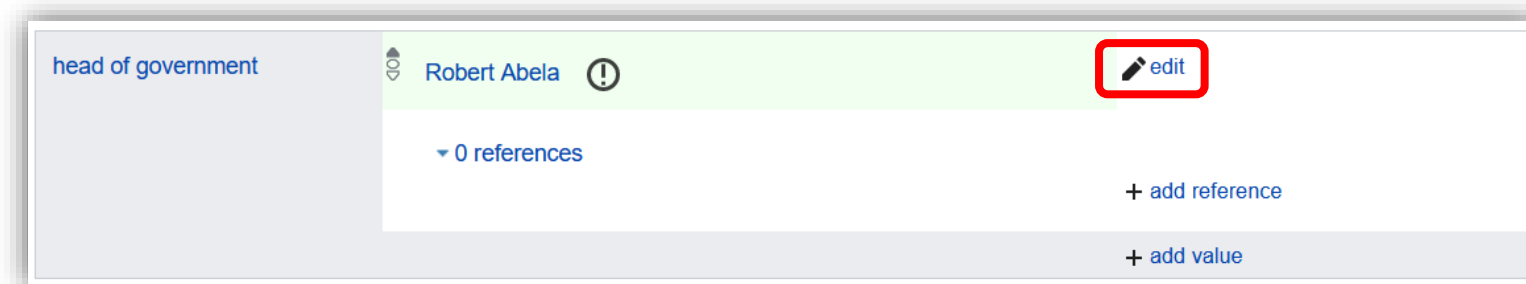 head of government
Robert Abela
edit
0 references
+ add reference
+ add value